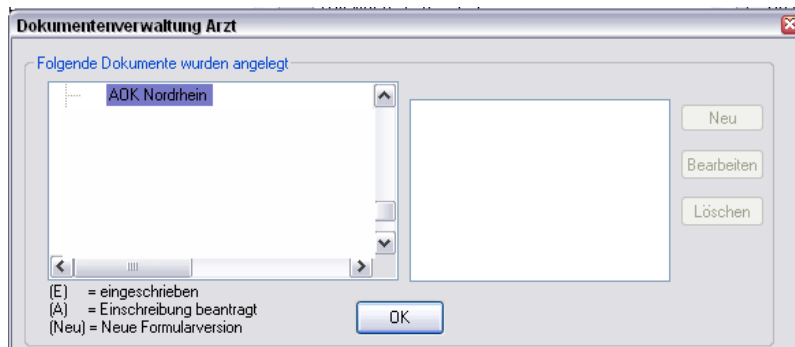 Dokumentenverwaltung Arzt
Folgende Dokumente wurden angelegt
AOK Nordrhein
Neu
Bearbeiten
Löschen
(E) = eingeschrieben
(A) = Einschreibung beantragt
(Neu) = Neue Formularversion
OK